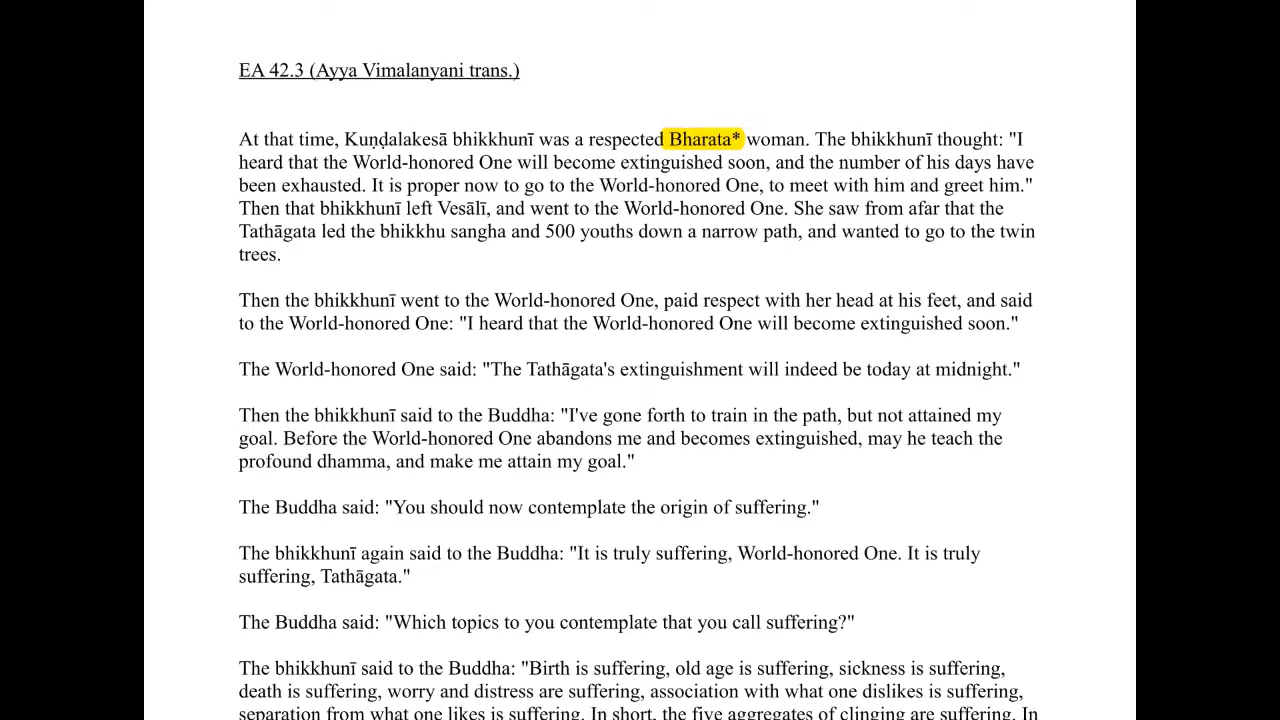 EA 42.3 (Ayya Vimalanyani trans.)
At that time, Kuṇḍalakesā bhikkhunī was a respected Bharata* woman. The bhikkhunī thought: "I
heard that the World-honored One will become extinguished soon, and the number of his days have
been exhausted. It is proper now to go to the World-honored One, to meet with him and greet him."
Then that bhikkhunī left Vesālī, and went to the World-honored One. She saw from afar that the
Tathāgata led the bhikkhu sangha and 500 youths down a narrow path, and wanted to go to the twin
trees.
Then the bhikkhunī went to the World-honored One, paid respect with her head at his feet, and said
to the World-honored One: "I heard that the World-honored One will become extinguished soon."
The World-honored One said: "The Tathāgata's extinguishment will indeed be today at midnight."
Then the bhikkhunī said to the Buddha: "I've gone forth to train in the path, but not attained my
goal. Before the World-honored One abandons me and becomes extinguished, may he teach the
profound dhamma, and make me attain my goal."
The Buddha said: "You should now contemplate the origin of suffering."
The bhikkhunī again said to the Buddha: "It is truly suffering, World-honored One. It is truly
suffering, Tathāgata."
The Buddha said: "Which topics to you contemplate that you call suffering?"
The bhikkhunī said to the Buddha: "Birth is suffering, old age is suffering, sickness is suffering,
death is suffering, worry and distress are suffering, association with what one dislikes is suffering,
separation from what one likes is suffering. In short, the five aggregates of clinging are suffering. In